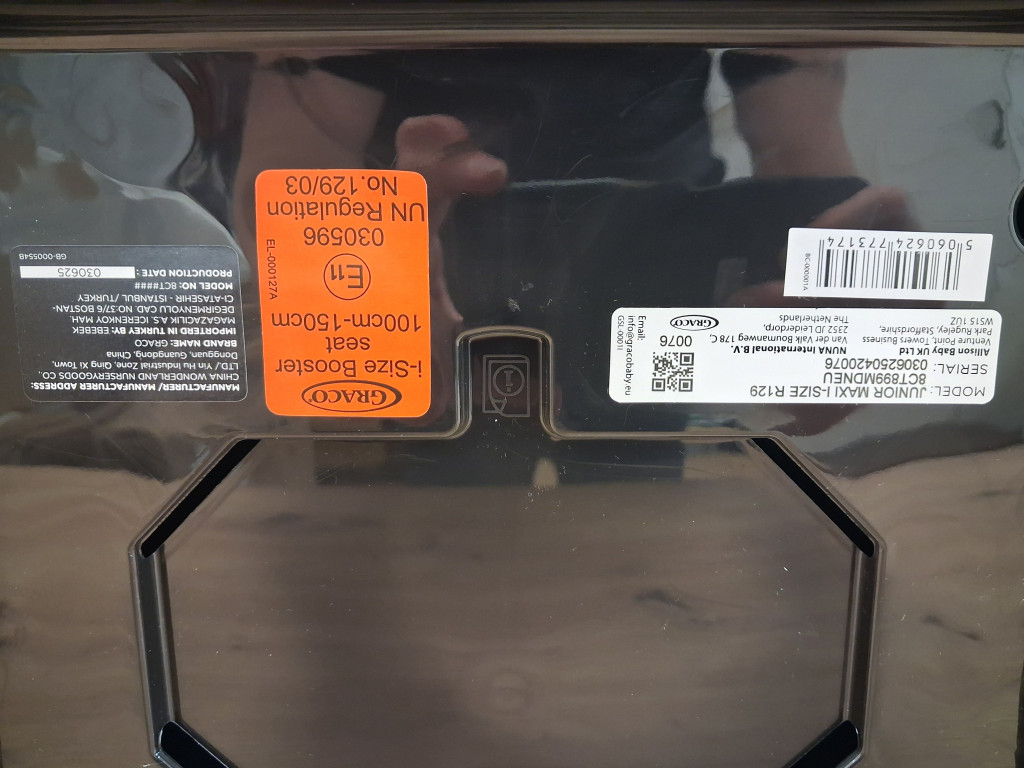 MODEL: JUNIOR MAXI I-SIZE R129
8CT899MDNEU
SERIAL: 0306250420076
Allison Baby UK Ltd
Venture Point, Towers Business
Park Rugeley, Staffordshire,
WS15 1UZ
NUNA International B.V.
Van der Valk Boumanweg 178 C,
2352 JD Leiderdorp,
The Netherlands
0076
GRACO
Email:
info@gracobaby.eu
GSL-00011
5 060624 773174
BC-000001A
GRACO
i-Size Booster
seat
100cm-150cm
E11
030596
UN Regulation
No.129/03
EL-000127A
MANUFACTURER/ MANUFACTURER ADDRESS:
CHINA WONDERLAND NURSERYGOODS CO.,
LTD./ Yu Hin Industrial Zone, Qing Xi Town,
Dongguan, Guangdong, China
BRAND NAME: GRACO
IMPORTED IN TURKEY BY: EBEBEK
MAGAZACILIK A.S. ICERENKOY. MAH.
DEGIRMENYOLU CAD. NO:37/6 BOSTAN-
CI-ATASEHIR - ISTANBUL /TURKEY
MODEL NO: 8CT####
PRODUCTION DATE: 030625
GB-000554B